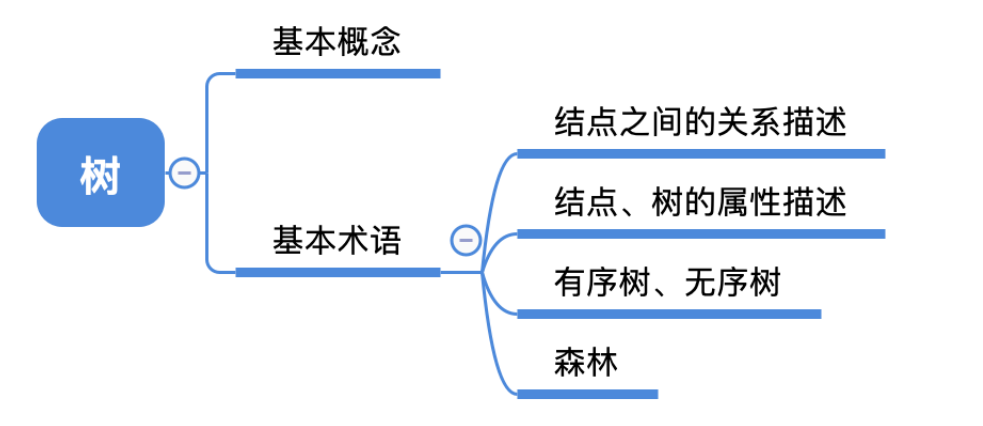 树
基本概念
基本术语
结点之间的关系描述
结点、树的属性描述
有序树、无序树
森林